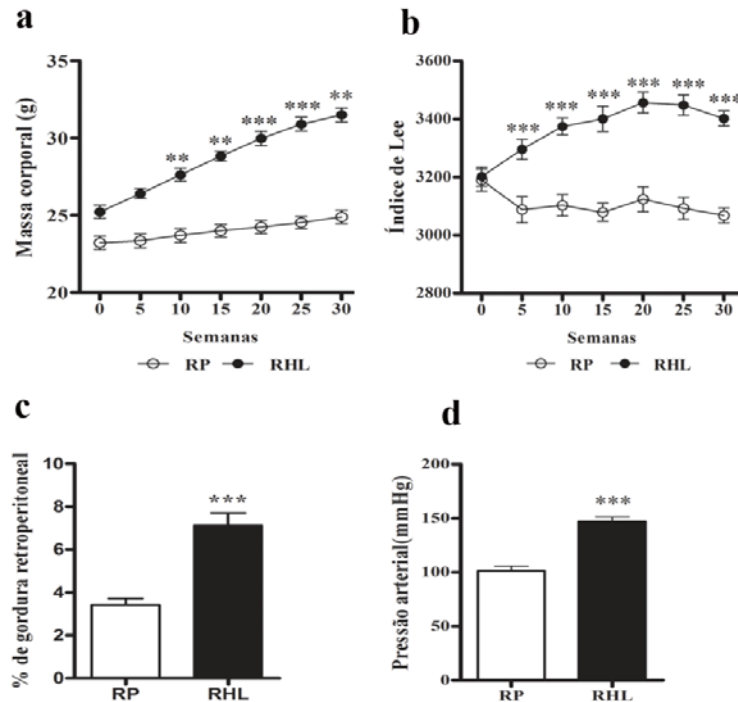 a
Massa corporal (g)
35
30
25
20
** ** *** *** **
0 5 10 15 20 25 30
Semanas
RP RHL
b
Índice de Lee
3600
3400
3200
3000
2800
*** *** *** *** *** ***
0 5 10 15 20 25 30
Semanas
RP RHL
c
% de gordura retroperitoneal
10
8
6
4
2
0
***
RP RHL
d
Pressão arterial(mmHg)
200
150
100
50
0
***
RP RHL